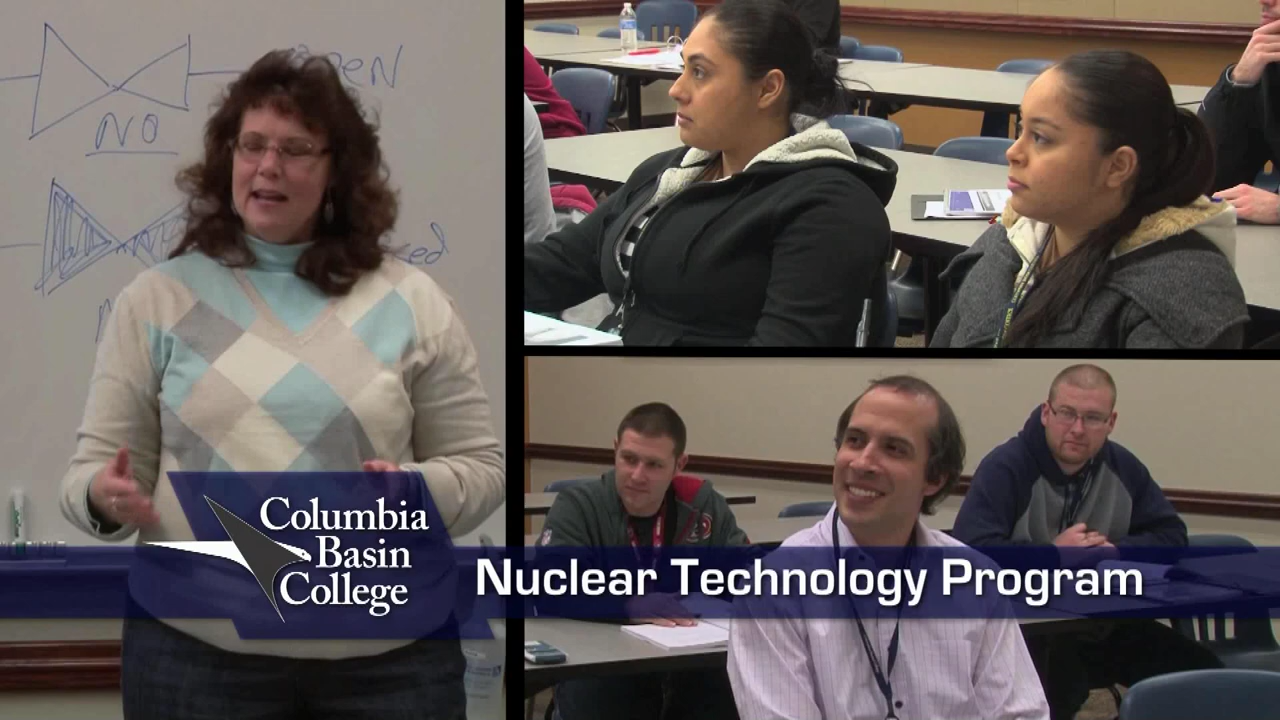 OPEN
NO
Columbia
Basin
College
Nuclear Technology Program